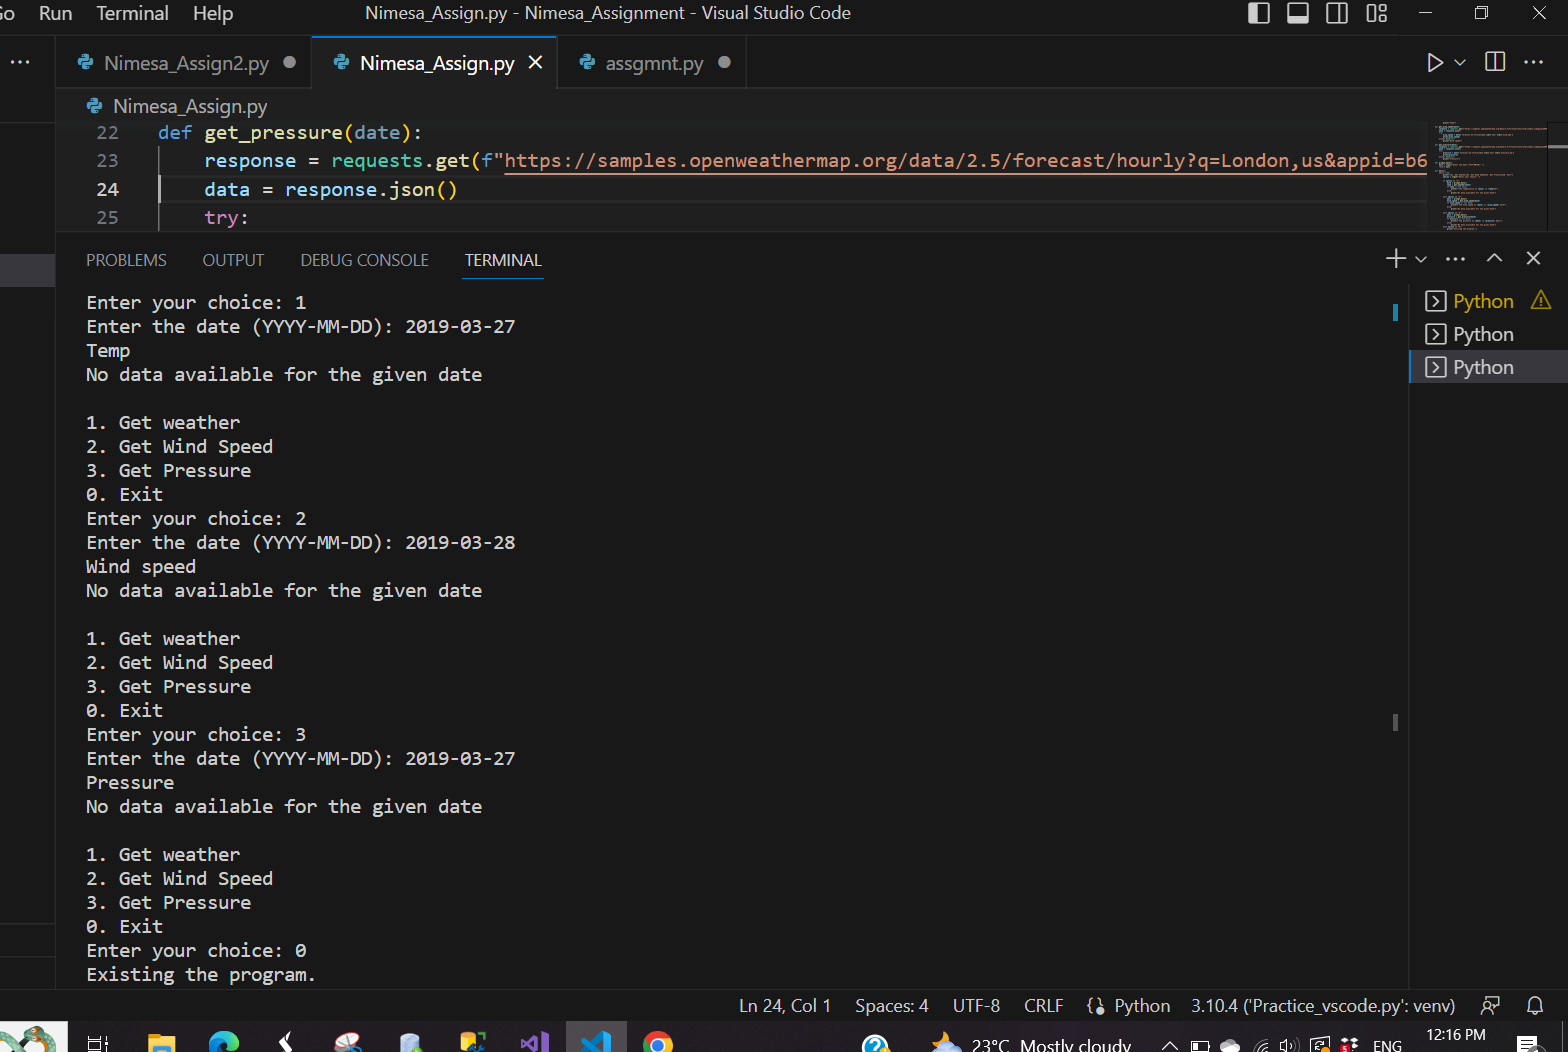 Go Run Terminal Help Nimesa_Assign.py - Nimesa_Assignment - Visual Studio Code
Nimesa_Assign2.py Nimesa_Assign.py assgmnt.py
Nimesa_Assign.py
22 def get_pressure(date):
23 response = requests.get(f"https://samples.openweathermap.org/data/2.5/forecast/hourly?q=London,us&appid=b6
24 data = response.json()
25 try:
PROBLEMS OUTPUT DEBUG CONSOLE TERMINAL
Enter your choice: 1
Enter the date (YYYY-MM-DD): 2019-03-27
Temp
No data available for the given date
1. Get weather
2. Get Wind Speed
3. Get Pressure
0. Exit
Enter your choice: 2
Enter the date (YYYY-MM-DD): 2019-03-28
Wind speed
No data available for the given date
1. Get weather
2. Get Wind Speed
3. Get Pressure
0. Exit
Enter your choice: 3
Enter the date (YYYY-MM-DD): 2019-03-27
Pressure
No data available for the given date
1. Get weather
2. Get Wind Speed
3. Get Pressure
0. Exit
Enter your choice: 0
Existing the program.
Python
Python
Python
Ln 24, Col 1 Spaces: 4 UTF-8 CRLF Python 3.10.4 ('Practice_vscode.py': venv)
23°C Mostly cloudy ENG 12:16 PM